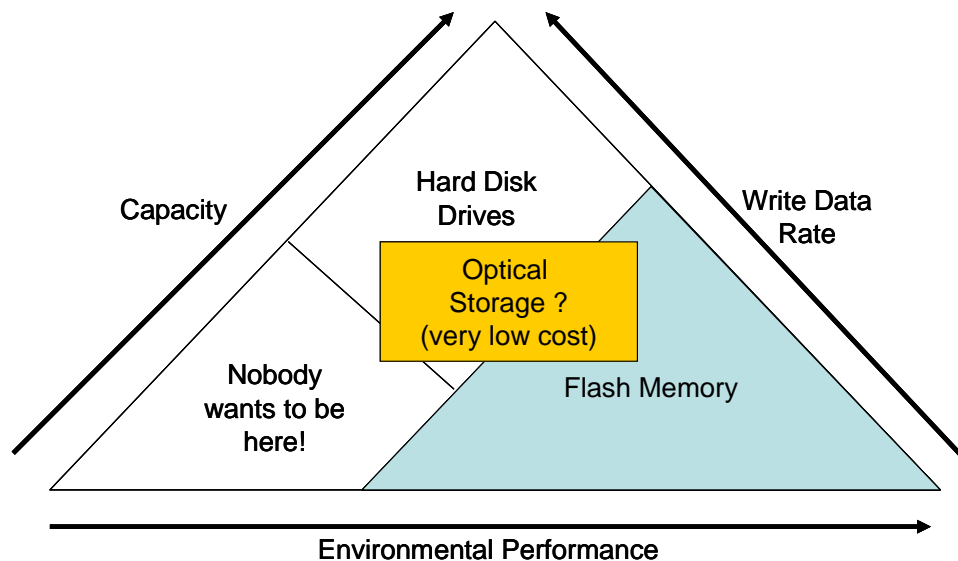 Hard Disk
Drives
Capacity
Write Data
Rate
Optical
Storage ?
(very low cost)
Nobody
wants to be
here!
Flash Memory
Environmental Performance